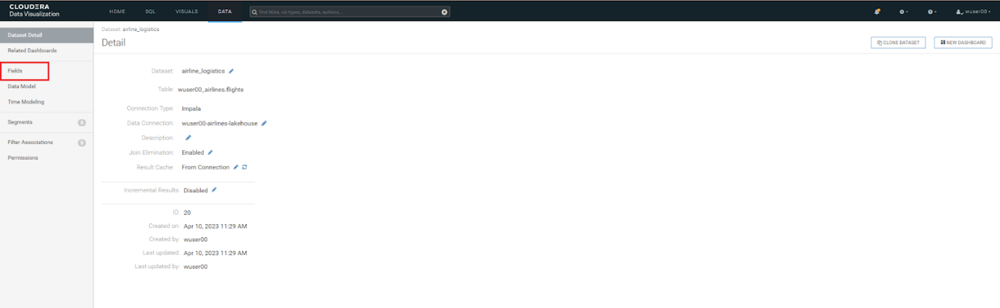 CLOUDERA
Data Visualization
HOME SQL VISUALS DATA find titles, viz types, datasets, authors... wuser00
Dataset Detail
Related Dashboards
Fields
Data Model
Time Modeling
Segments 0
Filter Associations 0
Permissions
Dataset: airline_logistics
Detail
CLONE DATASET NEW DASHBOARD
Dataset: airline_logistics
Table: wuser00_airlines.flights
Connection Type: Impala
Data Connection: wuser00-airlines-lakehouse
Description:
Join Elimination: Enabled
Result Cache: From Connection
Incremental Results: Disabled
ID: 20
Created on: Apr 10, 2023 11:29 AM
Created by: wuser00
Last updated: Apr 10, 2023 11:29 AM
Last updated by: wuser00